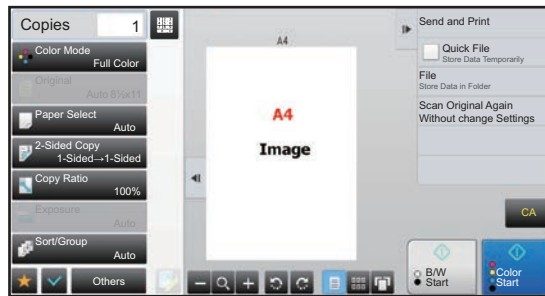 Copies 1
Color Mode
Full Color
Original
Auto 8½x11
Paper Select
Auto
2-Sided Copy
1-Sided→1-Sided
Copy Ratio
100%
Exposure
Auto
Sort/Group
Auto
Others
A4
A4
Image
Send and Print
Quick File
Store Data Temporarily
File
Store Data in Folder
Scan Original Again
Without change Settings
CA
B/W
Start
Color
Start